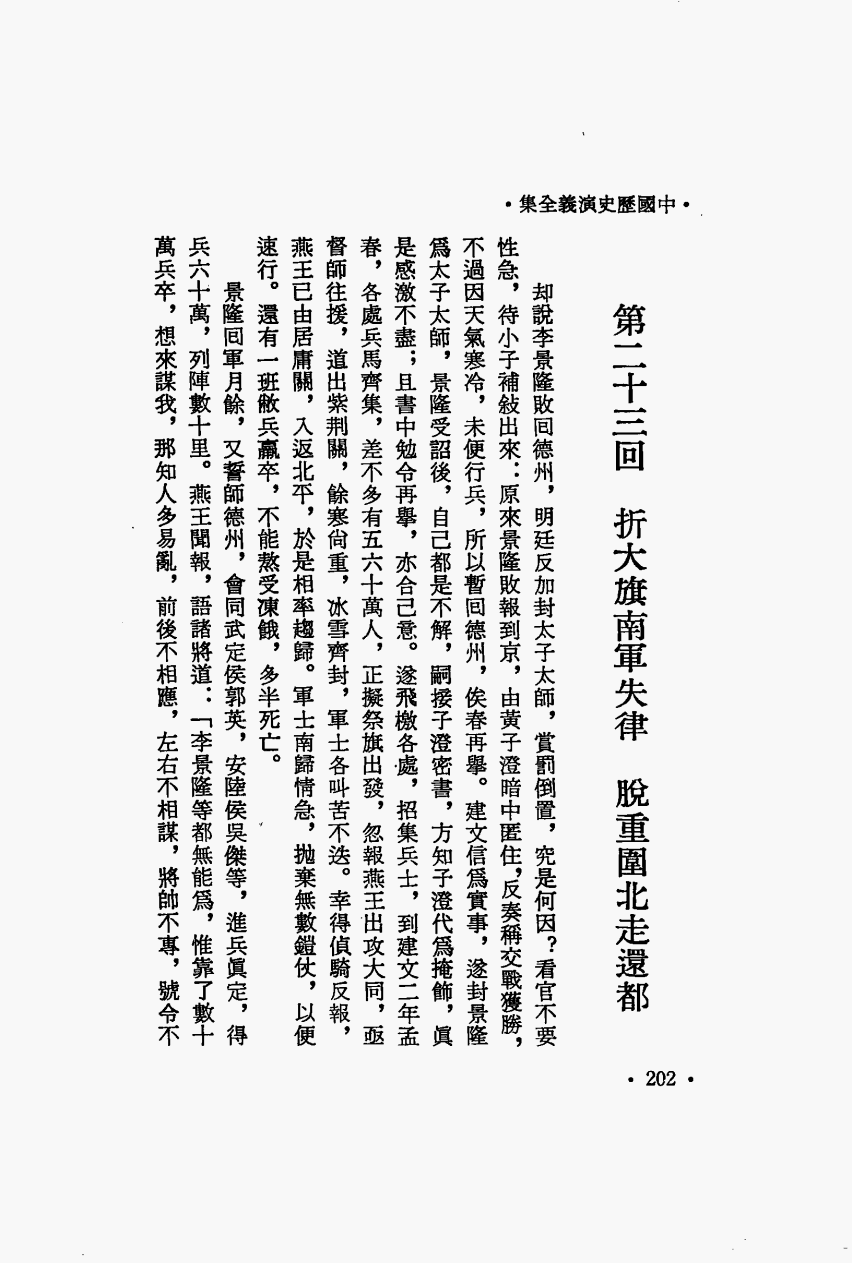 •中國歷史演義全集•
第二十三回　折大旗南軍失律　脫重圍北走還都
却說李景隆敗囘德州，明廷反加封太子太師，賞罰倒置，究是何因？看官不要
性急，待小子補敍出來：原來景隆敗報到京，由黃子澄暗中匿住，反奏稱交戰獲勝，
不過因天氣寒冷，未便行兵，所以暫囘德州，俟春再擧。建文信爲實事，遂封景隆
爲太子太師，景隆受詔後，自己都是不解，嗣接子澄密書，方知子澄代爲掩飾，眞
是感激不盡；且書中勉令再擧，亦合己意。遂飛檄各處，招集兵士，到建文二年孟
春，各處兵馬齊集，差不多有五六十萬人，正擬祭旗出發，忽報燕王出攻大同，亟
督師往援，道出紫荆關，餘寒尙重，冰雪齊封，軍士各叫苦不迭。幸得偵騎反報，
燕王已由居庸關，入返北平，於是相率趨歸。軍士南歸情急，拋棄無數鎧仗，以便
速行。還有一班敝兵羸卒，不能熬受凍餓，多半死亡。
景隆囘軍月餘，又誓師德州，會同武定侯郭英，安陸侯吳傑等，進兵眞定，得
兵六十萬，列陣數十里。燕王聞報，語諸將道：「李景隆等都無能爲，惟靠了數十
萬兵卒，想來謀我，那知人多易亂，前後不相應，左右不相謀，將帥不專，號令不
•202•